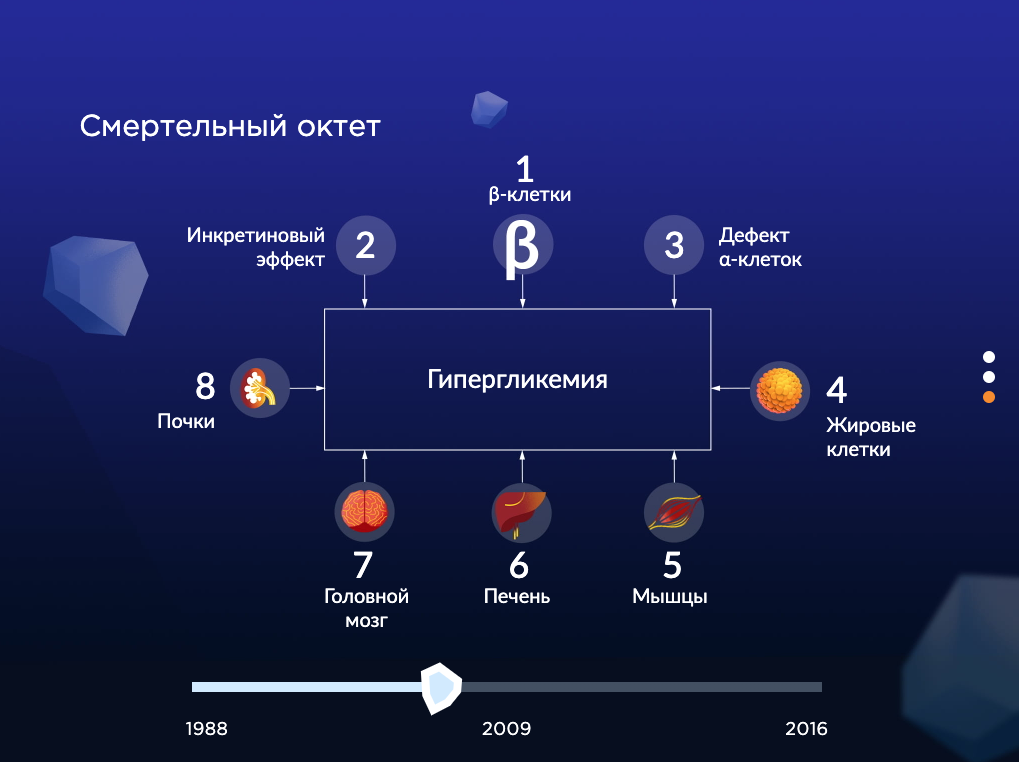 Смертельный октет
1
β-клетки
β
Инкретиновый
эффект
2
3
Дефект
α-клеток
Гипергликемия
8
Почки
4
Жировые
клетки
7
Головной
мозг
6
Печень
5
Мышцы
1988
2009
2016